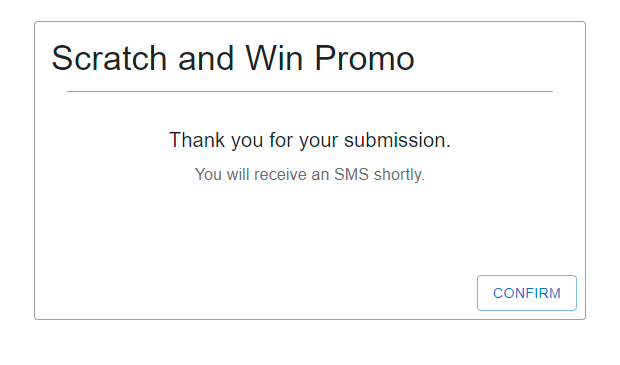 Scratch and Win Promo
Thank you for your submission.
You will receive an SMS shortly.
CONFIRM